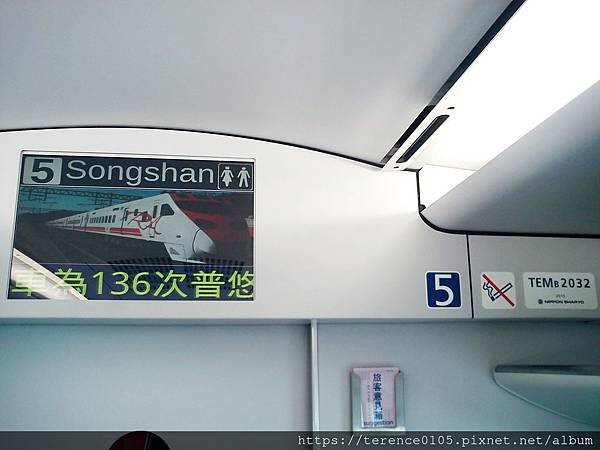 5 Songshan
車為136次普悠
5
TEMB2032
2013
NIPPON SHARYO
旅客意見箱
suggestion
https://terence0105.pixnet.net/album